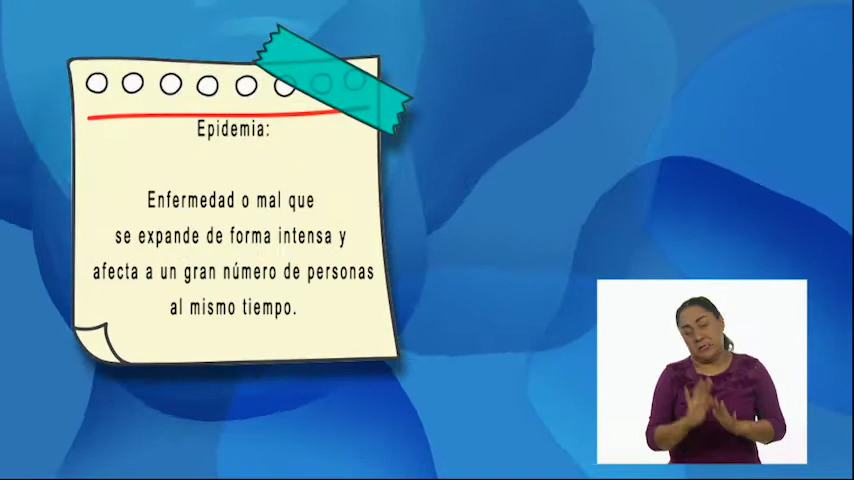 Epidemia:
Enfermedad o mal que
se expande de forma intensa y
afecta a un gran número de personas
al mismo tiempo.